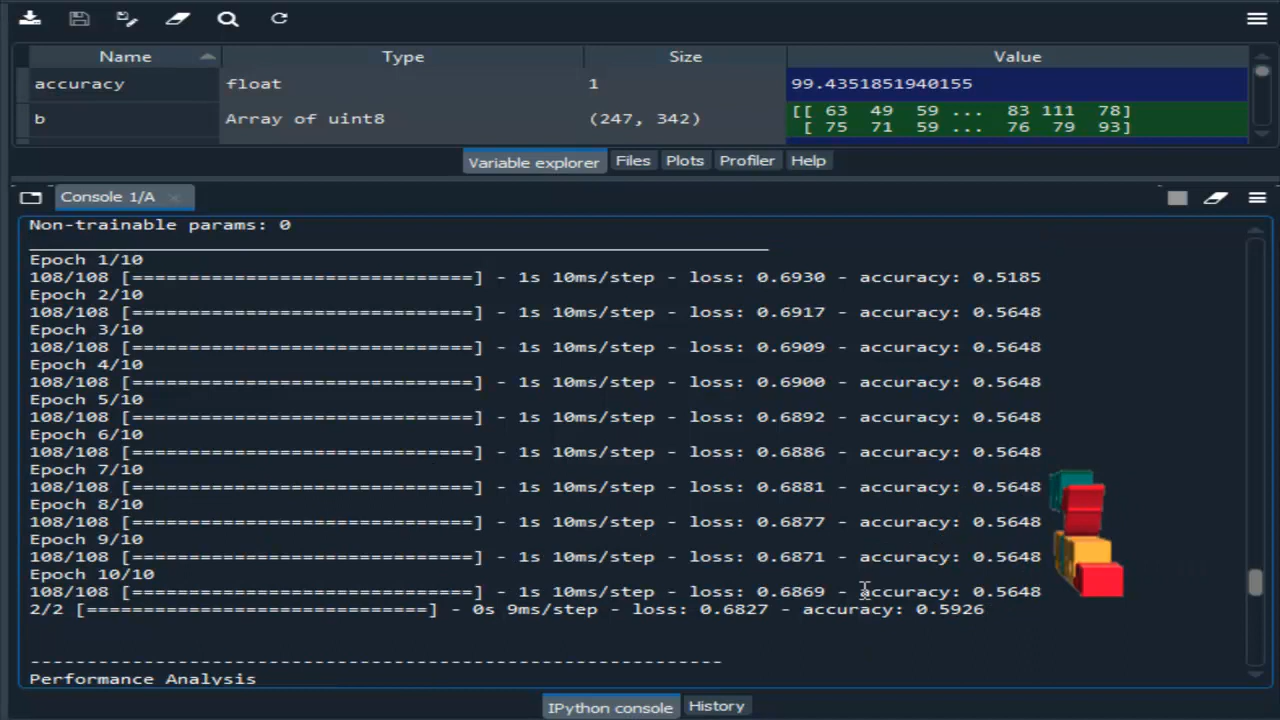 Name Type Size Value
accuracy float 1 99.4351851940155
b Array of uint8 (247, 342) [[ 63 49 59 ... 83 111 78]
[ 75 71 59 ... 76 79 93]
Variable explorer Files Plots Profiler Help
Console 1/A
Non-trainable params: 0
_________________________________________________________________
Epoch 1/10
108/108 [==============================] - 1s 10ms/step - loss: 0.6930 - accuracy: 0.5185
Epoch 2/10
108/108 [==============================] - 1s 10ms/step - loss: 0.6917 - accuracy: 0.5648
Epoch 3/10
108/108 [==============================] - 1s 10ms/step - loss: 0.6909 - accuracy: 0.5648
Epoch 4/10
108/108 [==============================] - 1s 10ms/step - loss: 0.6900 - accuracy: 0.5648
Epoch 5/10
108/108 [==============================] - 1s 10ms/step - loss: 0.6892 - accuracy: 0.5648
Epoch 6/10
108/108 [==============================] - 1s 10ms/step - loss: 0.6886 - accuracy: 0.5648
Epoch 7/10
108/108 [==============================] - 1s 10ms/step - loss: 0.6881 - accuracy: 0.5648
Epoch 8/10
108/108 [==============================] - 1s 10ms/step - loss: 0.6877 - accuracy: 0.5648
Epoch 9/10
108/108 [==============================] - 1s 10ms/step - loss: 0.6871 - accuracy: 0.5648
Epoch 10/10
108/108 [==============================] - 1s 10ms/step - loss: 0.6869 - accuracy: 0.5648
2/2 [==============================] - 0s 9ms/step - loss: 0.6827 - accuracy: 0.5926
-------------------------------------------------------------
Performance Analysis
IPython console History